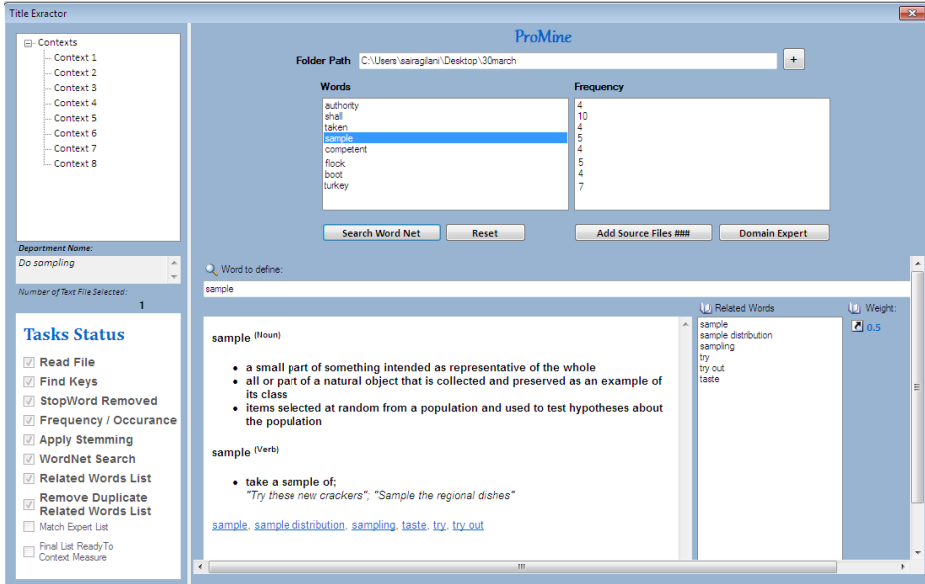 Title Exractor
Contexts
Context 1
Context 2
Context 3
Context 4
Context 5
Context 6
Context 7
Context 8
Department Name:
Do sampling
Number of Text File Selected:
1
Tasks Status
Read File
Find Keys
StopWord Removed
Frequency / Occurance
Apply Stemming
WordNet Search
Related Words List
Remove Duplicate
Related Words List
Match Expert List
Final List ReadyTo
Context Measure
ProMine
Folder Path C:\Users\sairagilani\Desktop\30march +
Words
authority
shall
taken
sample
competent
flock
boot
turkey
Frequency
4
10
4
5
4
5
4
7
Search Word Net Reset Add Source Files ### Domain Expert
Word to define:
sample
sample (Noun)
a small part of something intended as representative of the whole
all or part of a natural object that is collected and preserved as an example of
its class
items selected at random from a population and used to test hypotheses about
the population
sample (Verb)
take a sample of;
"Try these new crackers"; "Sample the regional dishes"
sample, sample distribution, sampling, taste, try, try out
Related Words
sample
sample distribution
sampling
try
try out
taste
Weight:
0.5